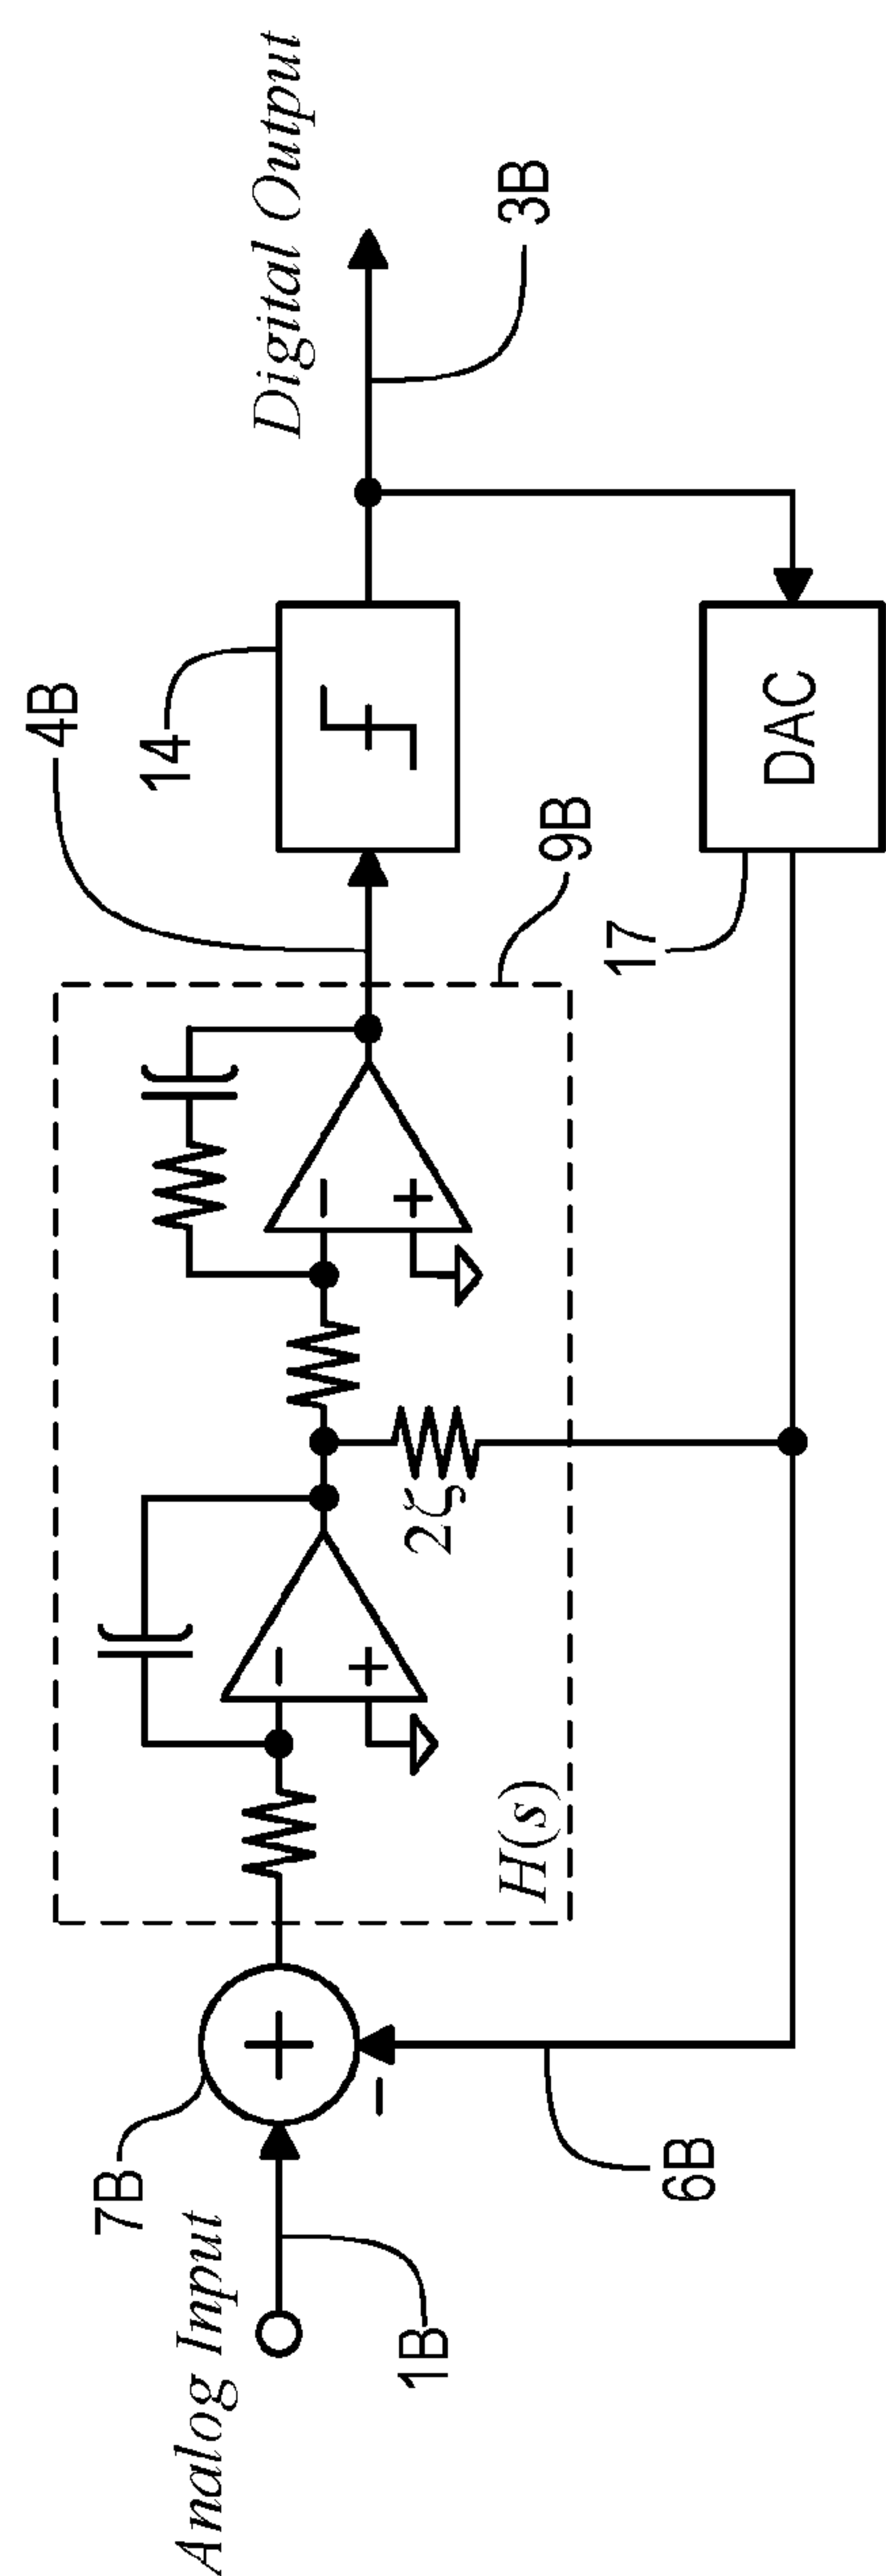 Analog Input
1B
7B
6B
H(s)
2ζ
9B
4B
14
17
DAC
Digital Output
3B